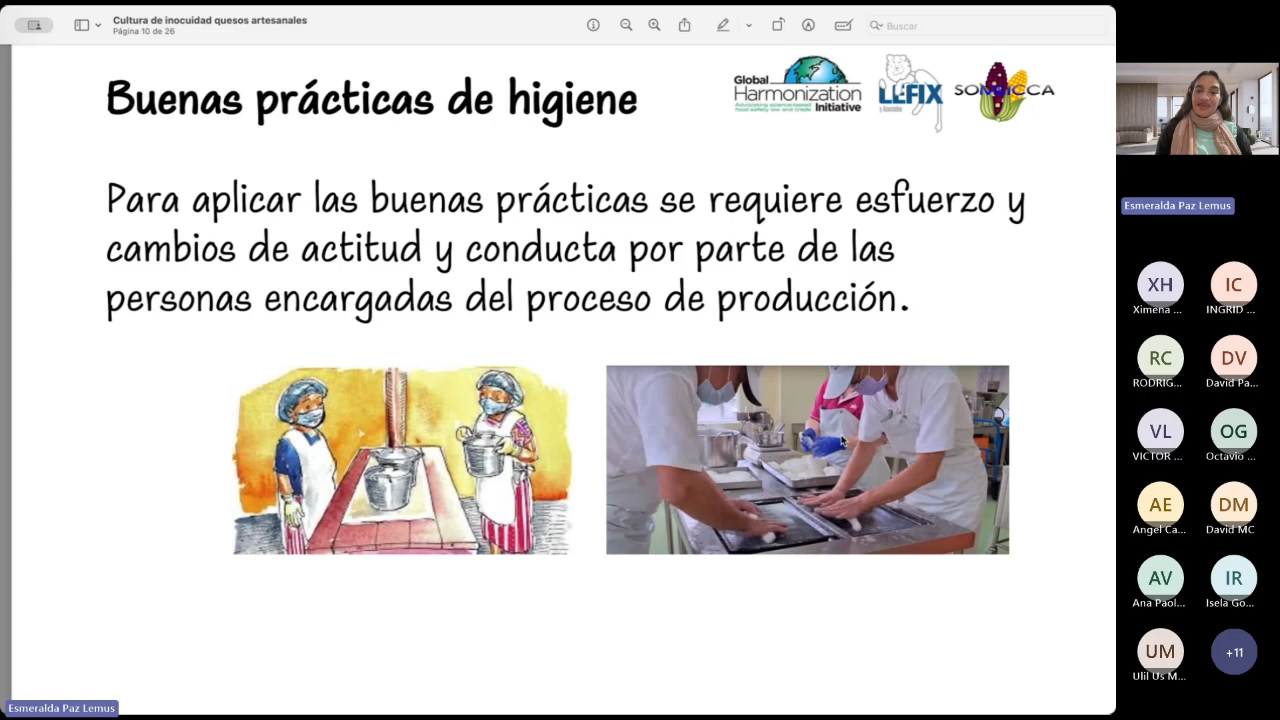 Cultura de inocuidad quesos artesanales
Página 10 de 26
Buscar
Buenas prácticas de higiene
Global
Harmonization
Initiative
LEFIX
Para aplicar las buenas prácticas se requiere esfuerzo y
cambios de actitud y conducta por parte de las
personas encargadas del proceso de producción.
Esmeralda Paz Lemus
XH
Ximena ...
IC
INGRID ...
RC
RODRIG...
DV
David Pa...
VL
VICTOR ...
OG
Octavio ...
AE
Angel Ca...
DM
David MC
AV
Ana Paol...
IR
Isela Go...
UM
Ulil Us M...
+11
Esmeralda Paz Lemus